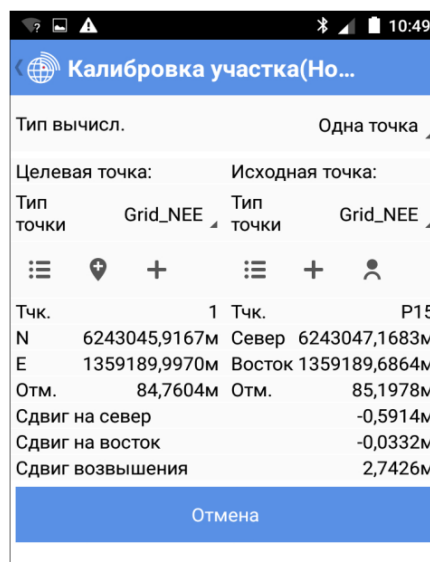 10:49
Калибровка участка(Но...
Тип вычисл. Одна точка
Целевая точка: Исходная точка:
Тип точки Grid_NEE Тип точки Grid_NEE
Тчк. 1 Тчк. P15
N 6243045,9167м Север 6243047,1683м
E 1359189,9970м Восток 1359189,6864м
Отм. 84,7604м Отм. 85,1978м
Сдвиг на север -0,5914м
Сдвиг на восток -0,0332м
Сдвиг возвышения 2,7426м
Отмена